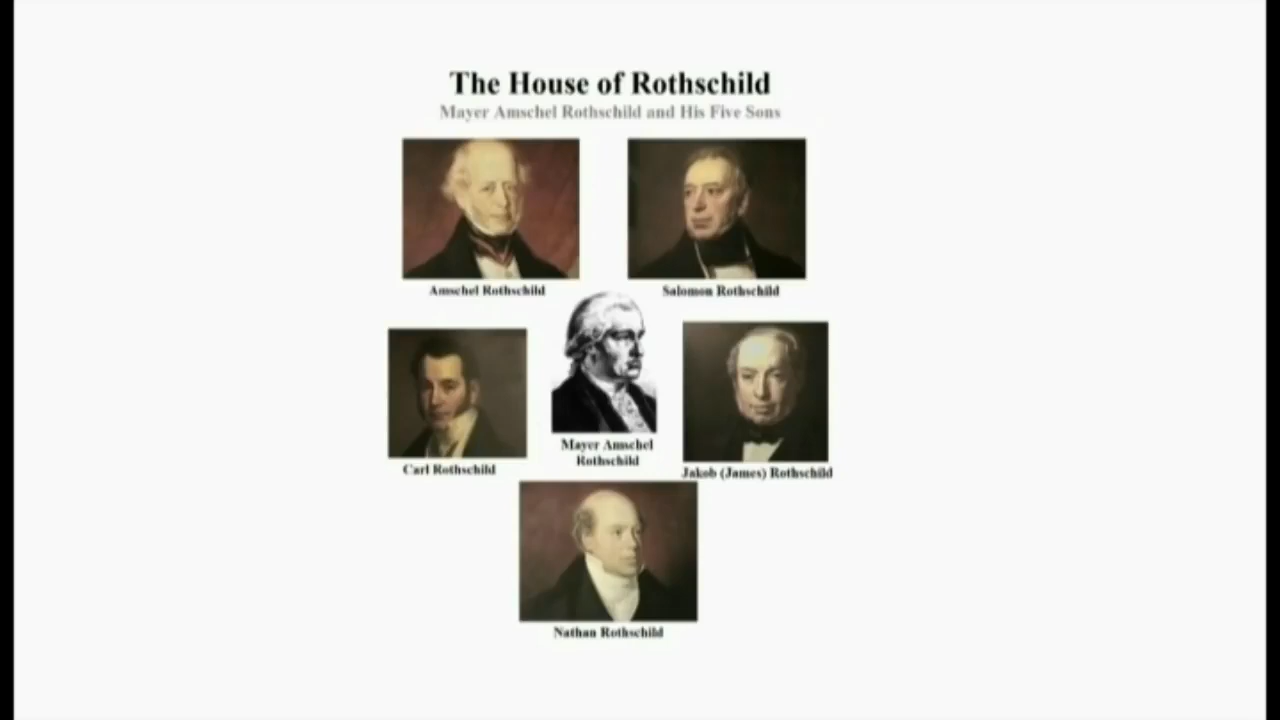 The House of Rothschild
Mayer Amschel Rothschild and His Five Sons
Amschel Rothschild
Salomon Rothschild
Carl Rothschild
Mayer Amschel
Rothschild
Jakob (James) Rothschild
Nathan Rothschild